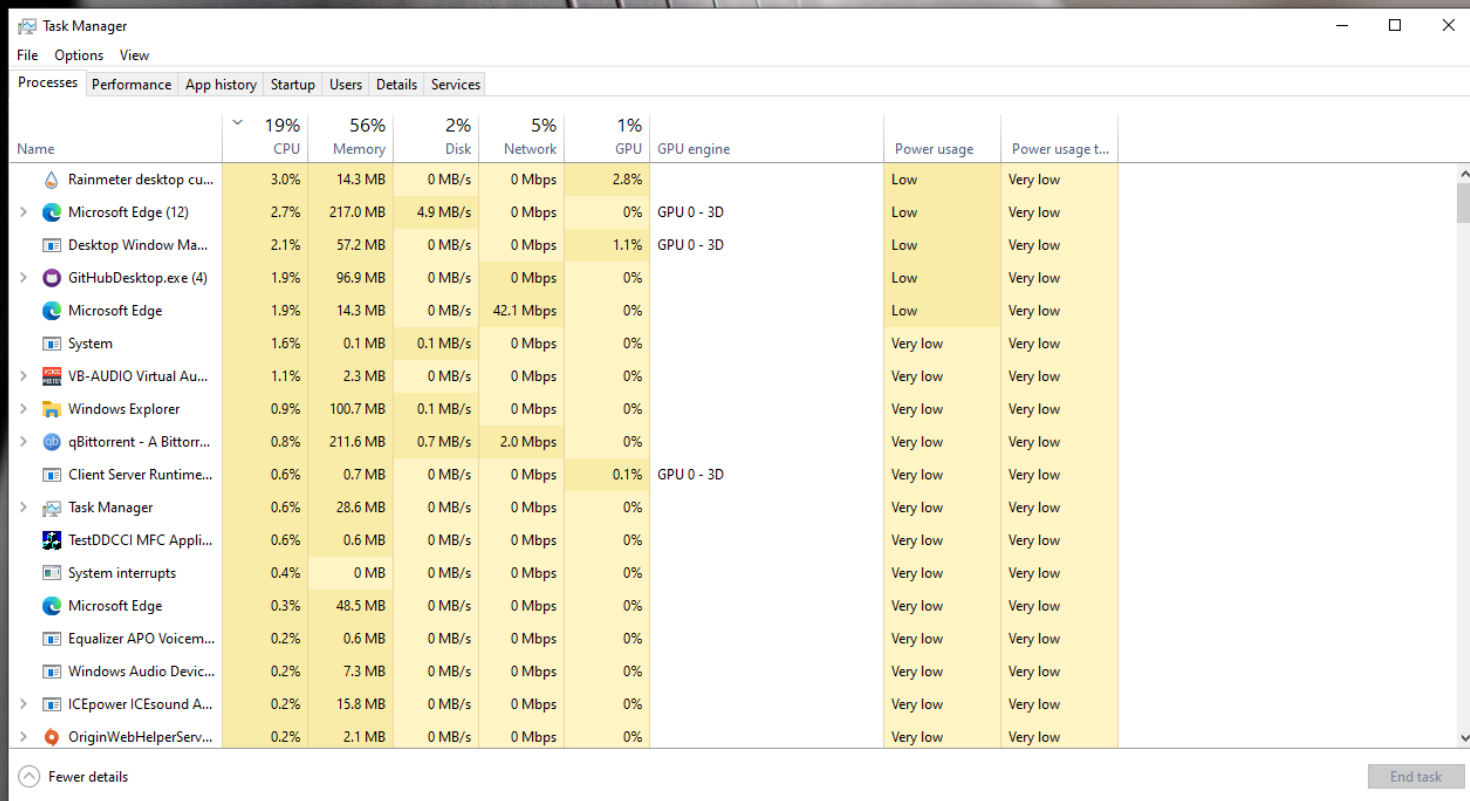 Task Manager
File Options View
Processes Performance App history Startup Users Details Services
19% 56% 2% 5% 1%
Name CPU Memory Disk Network GPU GPU engine Power usage Power usage t...
Rainmeter desktop cu... 3.0% 14.3 MB 0 MB/s 0 Mbps 2.8% Low Very low
Microsoft Edge (12) 2.7% 217.0 MB 4.9 MB/s 0 Mbps 0% GPU 0 - 3D Low Very low
Desktop Window Ma... 2.1% 57.2 MB 0 MB/s 0 Mbps 1.1% GPU 0 - 3D Low Very low
GitHubDesktop.exe (4) 1.9% 96.9 MB 0 MB/s 0 Mbps 0% Low Very low
Microsoft Edge 1.9% 14.3 MB 0 MB/s 42.1 Mbps 0% Low Very low
System 1.6% 0.1 MB 0.1 MB/s 0 Mbps 0% Very low Very low
VB-AUDIO Virtual Au... 1.1% 2.3 MB 0 MB/s 0 Mbps 0% Very low Very low
Windows Explorer 0.9% 100.7 MB 0.1 MB/s 0 Mbps 0% Very low Very low
qb qBittorrent - A Bittorr... 0.8% 211.6 MB 0.7 MB/s 2.0 Mbps 0% Very low Very low
Client Server Runtime... 0.6% 0.7 MB 0 MB/s 0 Mbps 0.1% GPU 0 - 3D Very low Very low
Task Manager 0.6% 28.6 MB 0 MB/s 0 Mbps 0% Very low Very low
TestDDCCI MFC Appli... 0.6% 0.6 MB 0 MB/s 0 Mbps 0% Very low Very low
System interrupts 0.4% 0 MB 0 MB/s 0 Mbps 0% Very low Very low
Microsoft Edge 0.3% 48.5 MB 0 MB/s 0 Mbps 0% Very low Very low
Equalizer APO Voicem... 0.2% 0.6 MB 0 MB/s 0 Mbps 0% Very low Very low
Windows Audio Devic... 0.2% 7.3 MB 0 MB/s 0 Mbps 0% Very low Very low
ICEpower ICEsound A... 0.2% 15.8 MB 0 MB/s 0 Mbps 0% Very low Very low
OriginWebHelperServ... 0.2% 2.1 MB 0 MB/s 0 Mbps 0% Very low Very low
Fewer details End task